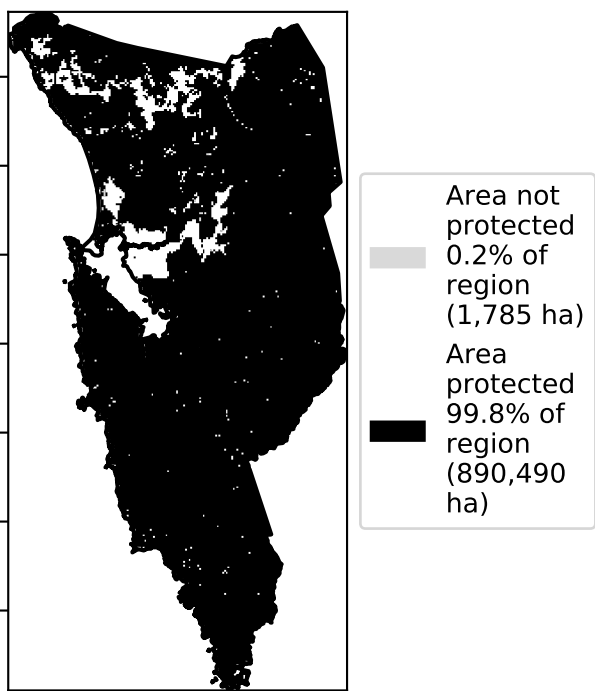 Area not
protected
0.2% of
region
(1,785 ha)
Area
protected
99.8% of
region
(890,490
ha)